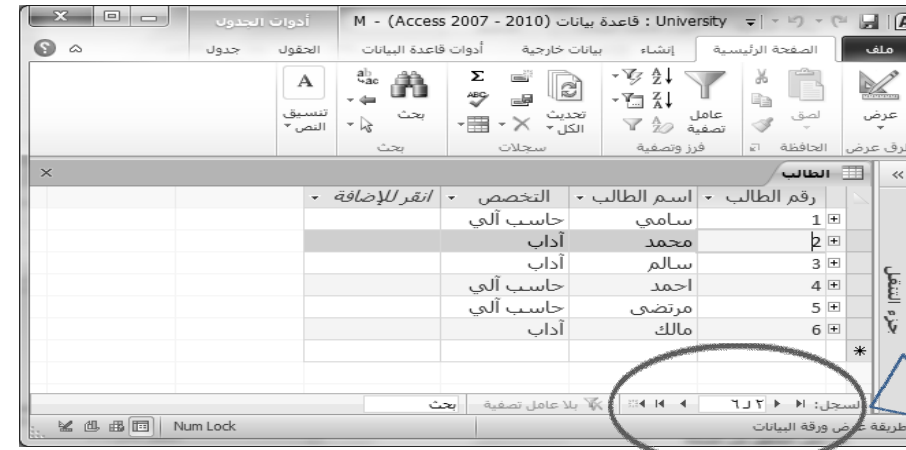 University : قاعدة بيانات (Access 2007 - 2010) - M
أدوات الجدول
ملف الصفحة الرئيسية إنشاء بيانات خارجية أدوات قاعدة البيانات الحقول جدول
عرض لصق عامل تصفية تحديث الكل بحث تنسيق النص
الحافظة فرز وتصفية سجلات بحث
الطالب
رقم الطالب اسم الطالب التخصص انقر للإضافة
1 سامي حاسب آلي
2 محمد آداب
3 سالم آداب
4 احمد حاسب آلي
5 مرتضى حاسب آلي
6 مالك آداب
جزء التنقل
السجل: ٢ لـ ٦ بلا عامل تصفية بحث
طريقة عرض ورقة البيانات Num Lock